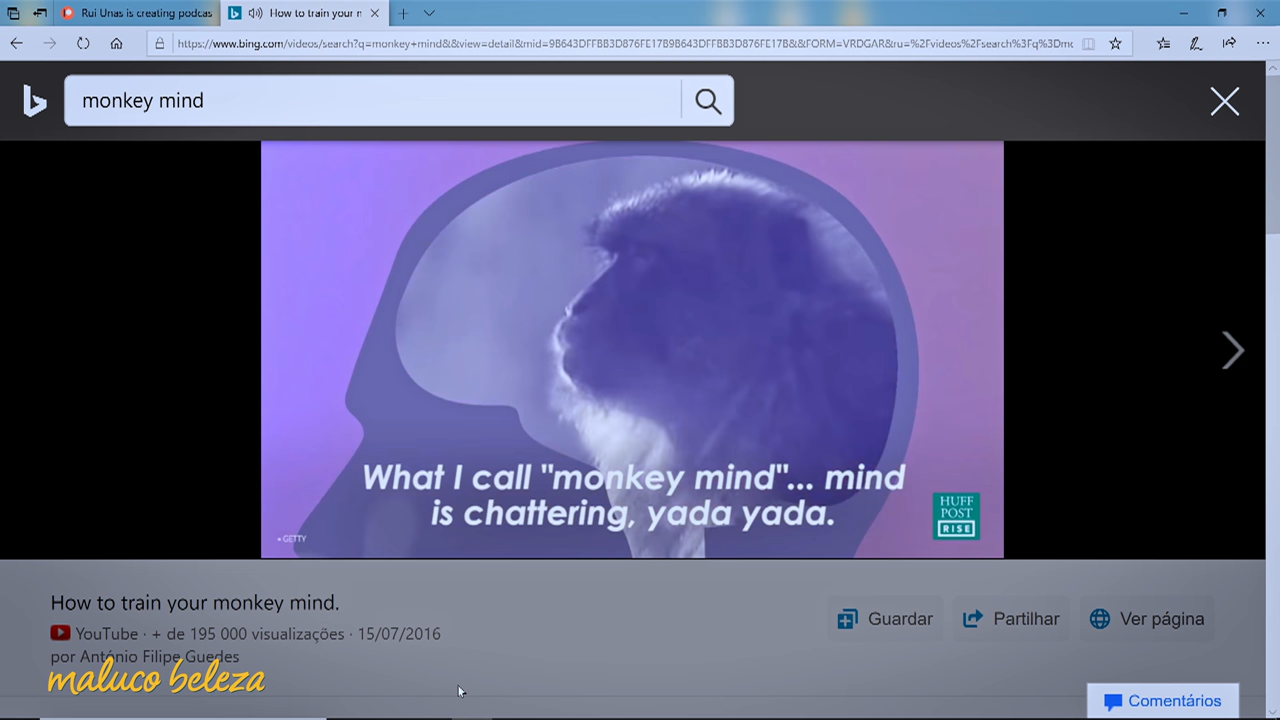 Rui Unas is creating podcas
How to train your m
https://www.bing.com/videos/search?q=monkey+mind&&view=detail&mid=9B643DFFBB3D876FE17B9B643DFFBB3D876FE17B&&FORM=VRDGAR&ru=%2Fvideos%2Fsearch%3Fq%3Dmo
monkey mind
What I call "monkey mind"... mind
is chattering, yada yada.
HUFF
POST
RISE
+ GETTY
How to train your monkey mind.
YouTube · + de 195 000 visualizações · 15/07/2016
por António Filipe Guedes
Guardar
Partilhar
Ver página
maluco beleza
Comentários